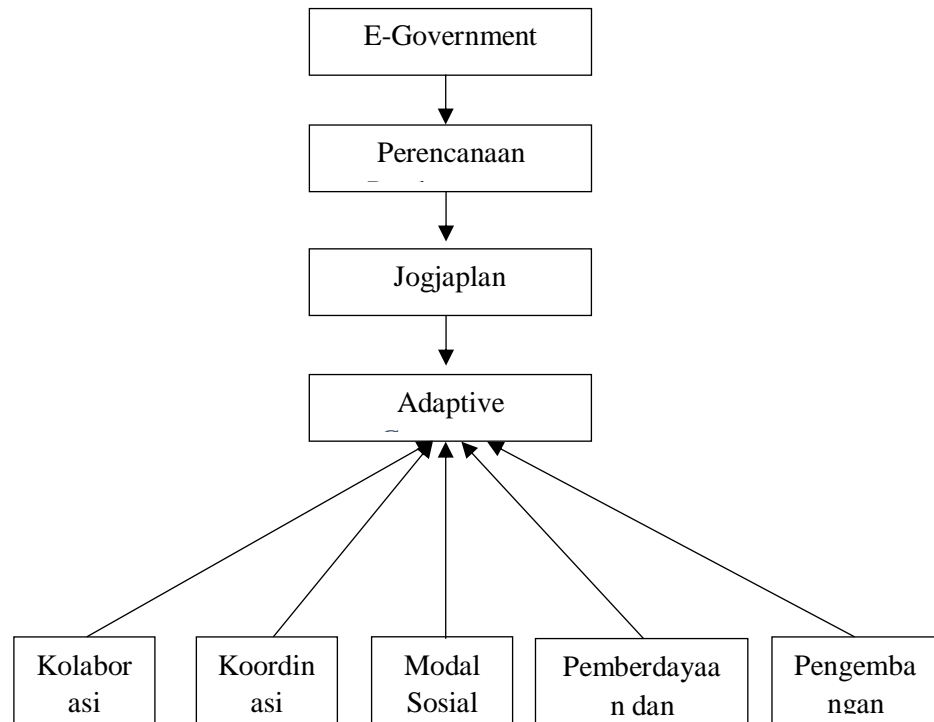 E-Government
Perencanaan
Jogjaplan
Adaptive
Kolabor
asi
Koordin
asi
Modal
Sosial
Pemberdayaa
n dan
Pengemba
ngan